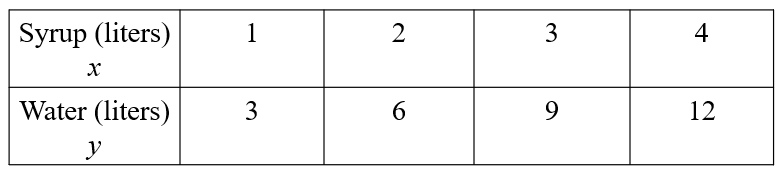 Syrup (liters) 1 2 3 4
x
Water (liters) 3 6 9 12
y